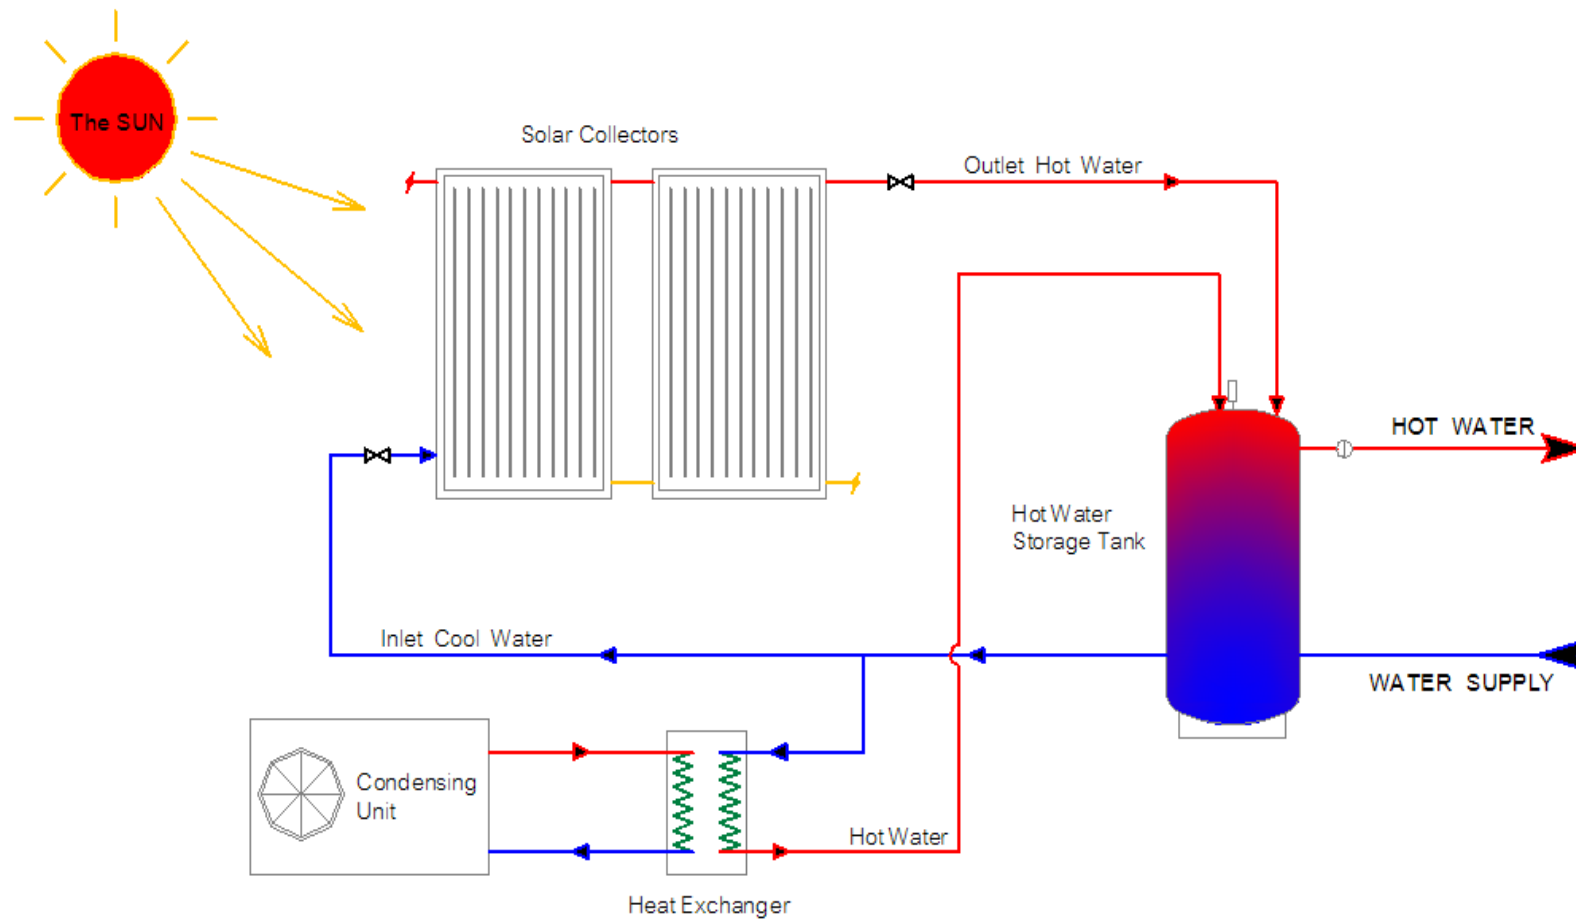 The SUN
Solar Collectors
Outlet Hot Water
HOT WATER
Hot Water
Storage Tank
Inlet Cool Water
WATER SUPPLY
Condensing
Unit
Hot Water
Heat Exchanger